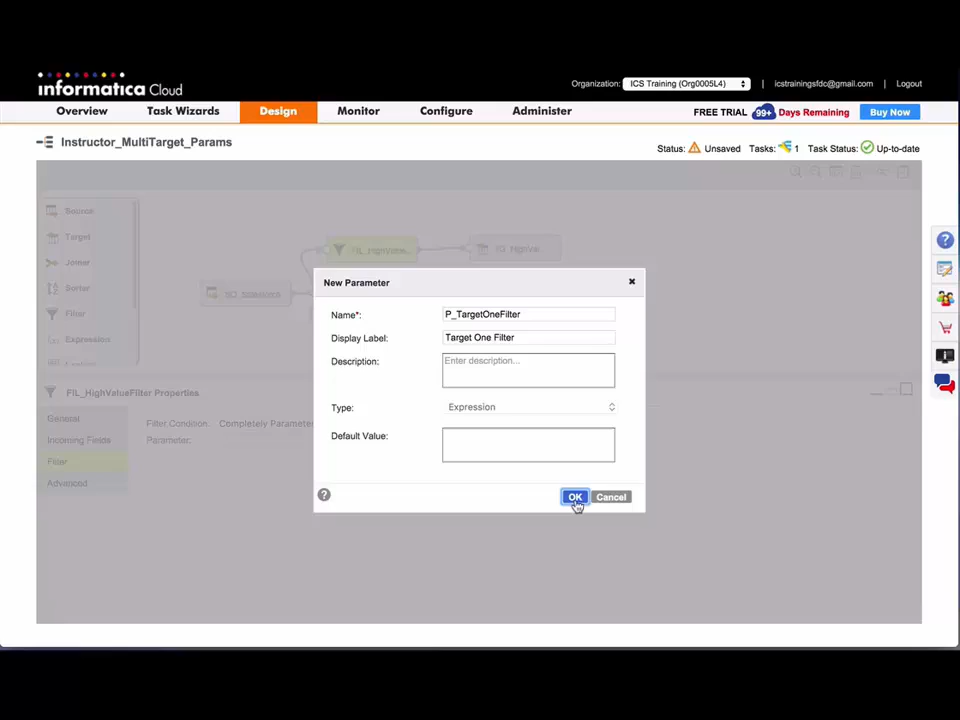 informatica Cloud
Organization: ICS Training (Org0005L4) | icstrainingsfdc@gmail.com | Logout
Overview Task Wizards Design Monitor Configure Administer FREE TRIAL 99+ Days Remaining Buy Now
Instructor_MultiTarget_Params
Status: Unsaved Tasks: 1 Task Status: Up-to-date
Source
Target
Joiner
Sorter
Filter
Expression
FIL_HighValue...
FIL_HighValueFilter Properties
General
Incoming Fields
Filter
Advanced
Filter Condition: Completely Parameter
Parameter:
New Parameter
Name*: P_TargetOneFilter
Display Label: Target One Filter
Description: Enter description...
Type: Expression
Default Value:
? OK Cancel